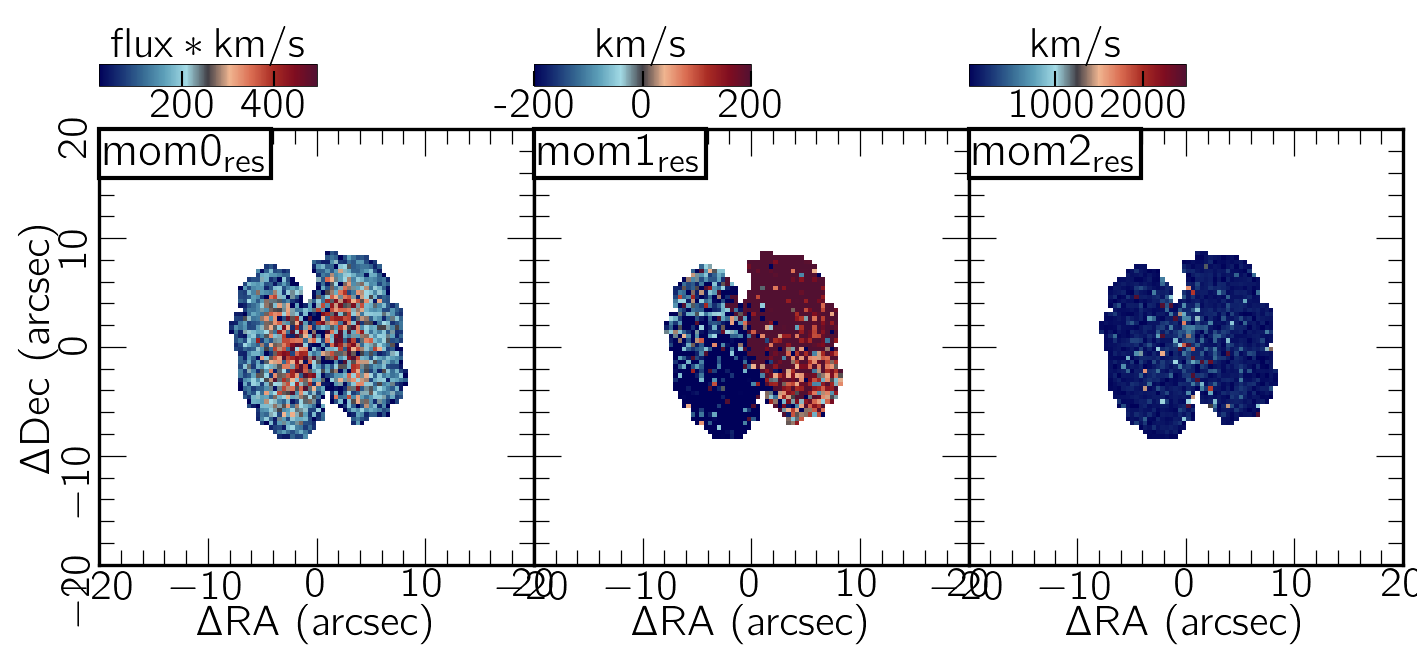 flux * km/s
km/s
km/s
200 400
-200 0 200
1000 2000
mom0res
mom1res
mom2res
20
10
0
−10
−20
ΔDec (arcsec)
−20 −10 0 10 −20 −10 0 10 −20 −10 0 10 20
ΔRA (arcsec)
ΔRA (arcsec)
ΔRA (arcsec)